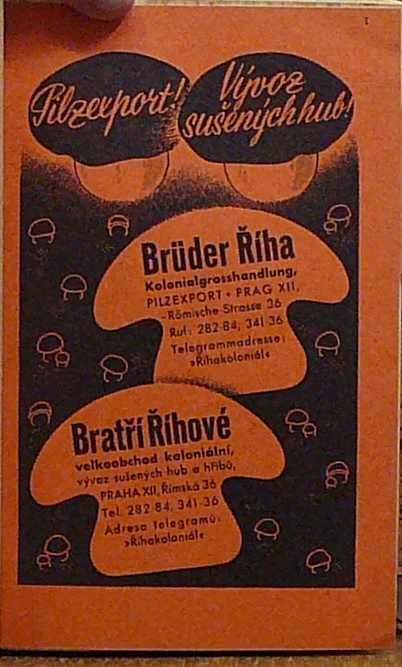 1
Pilzexport!
Vývoz
sušených hub!
Brüder Říha
Kolonialgrosshandlung,
PILZEXPORT • PRAG XII,
Römische Strasse 36
Ruf: 282-84, 341-36
Telegrammadresse:
»Říhakoloniál«
Bratří Říhové
velkoobchod koloniální,
vývoz sušených hub a hřibů,
PRAHA XII, Římská 36
Tel. 282-84, 341-36
Adresa telegramů:
»Říhakoloniál«